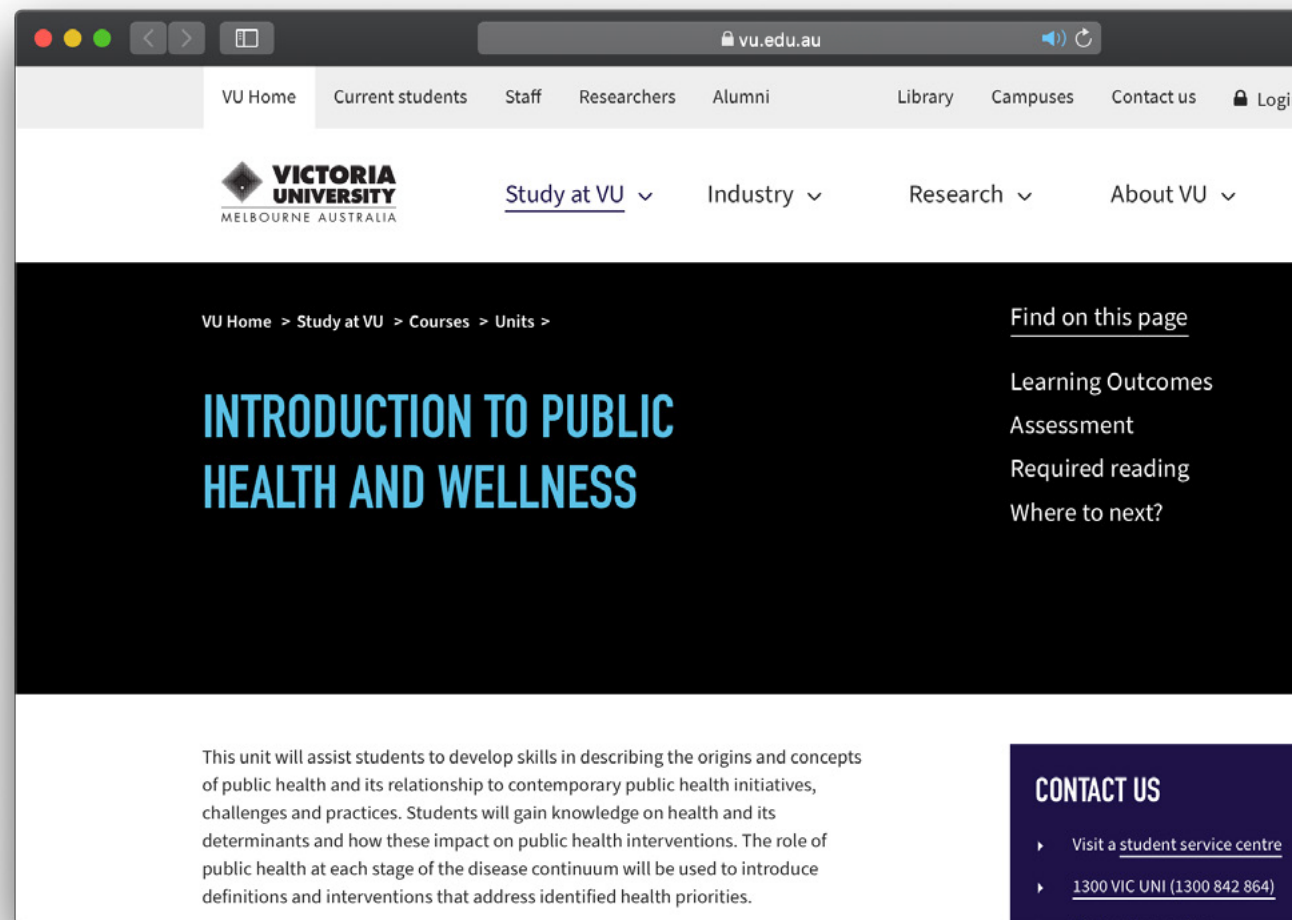 vu.edu.au
VU Home Current students Staff Researchers Alumni Library Campuses Contact us Logi
VICTORIA
UNIVERSITY
MELBOURNE AUSTRALIA
Study at VU Industry Research About VU
VU Home > Study at VU > Courses > Units >
INTRODUCTION TO PUBLIC
HEALTH AND WELLNESS
Find on this page
Learning Outcomes
Assessment
Required reading
Where to next?
This unit will assist students to develop skills in describing the origins and concepts
of public health and its relationship to contemporary public health initiatives,
challenges and practices. Students will gain knowledge on health and its
determinants and how these impact on public health interventions. The role of
public health at each stage of the disease continuum will be used to introduce
definitions and interventions that address identified health priorities.
CONTACT US
Visit a student service centre
1300 VIC UNI (1300 842 864)